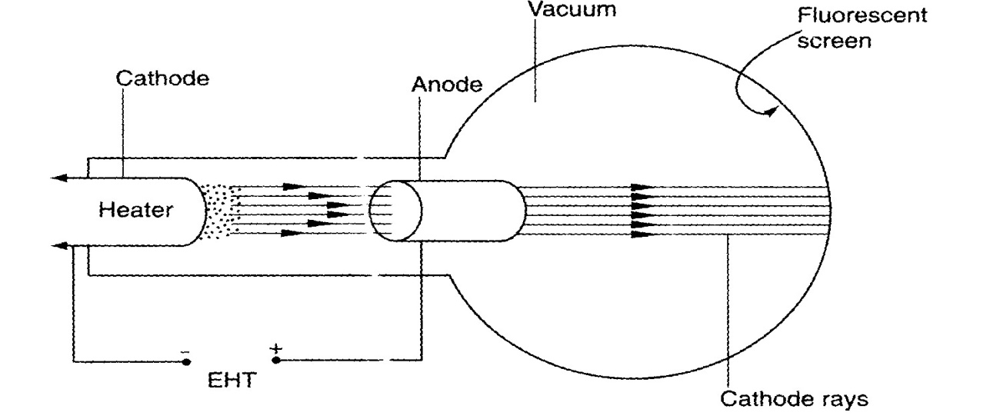 Vacuum
Fluorescent
screen
Cathode
Anode
Heater
- +
EHT
Cathode rays